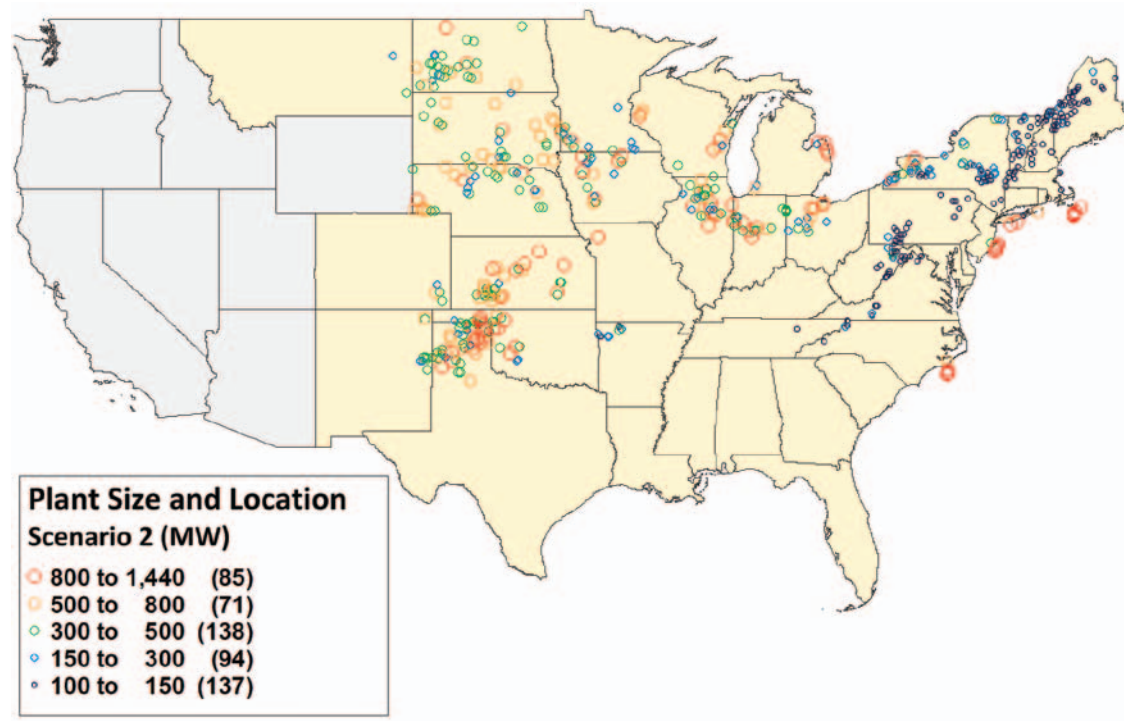 Plant Size and Location
Scenario 2 (MW)
800 to 1,440 (85)
500 to 800 (71)
300 to 500 (138)
150 to 300 (94)
100 to 150 (137)